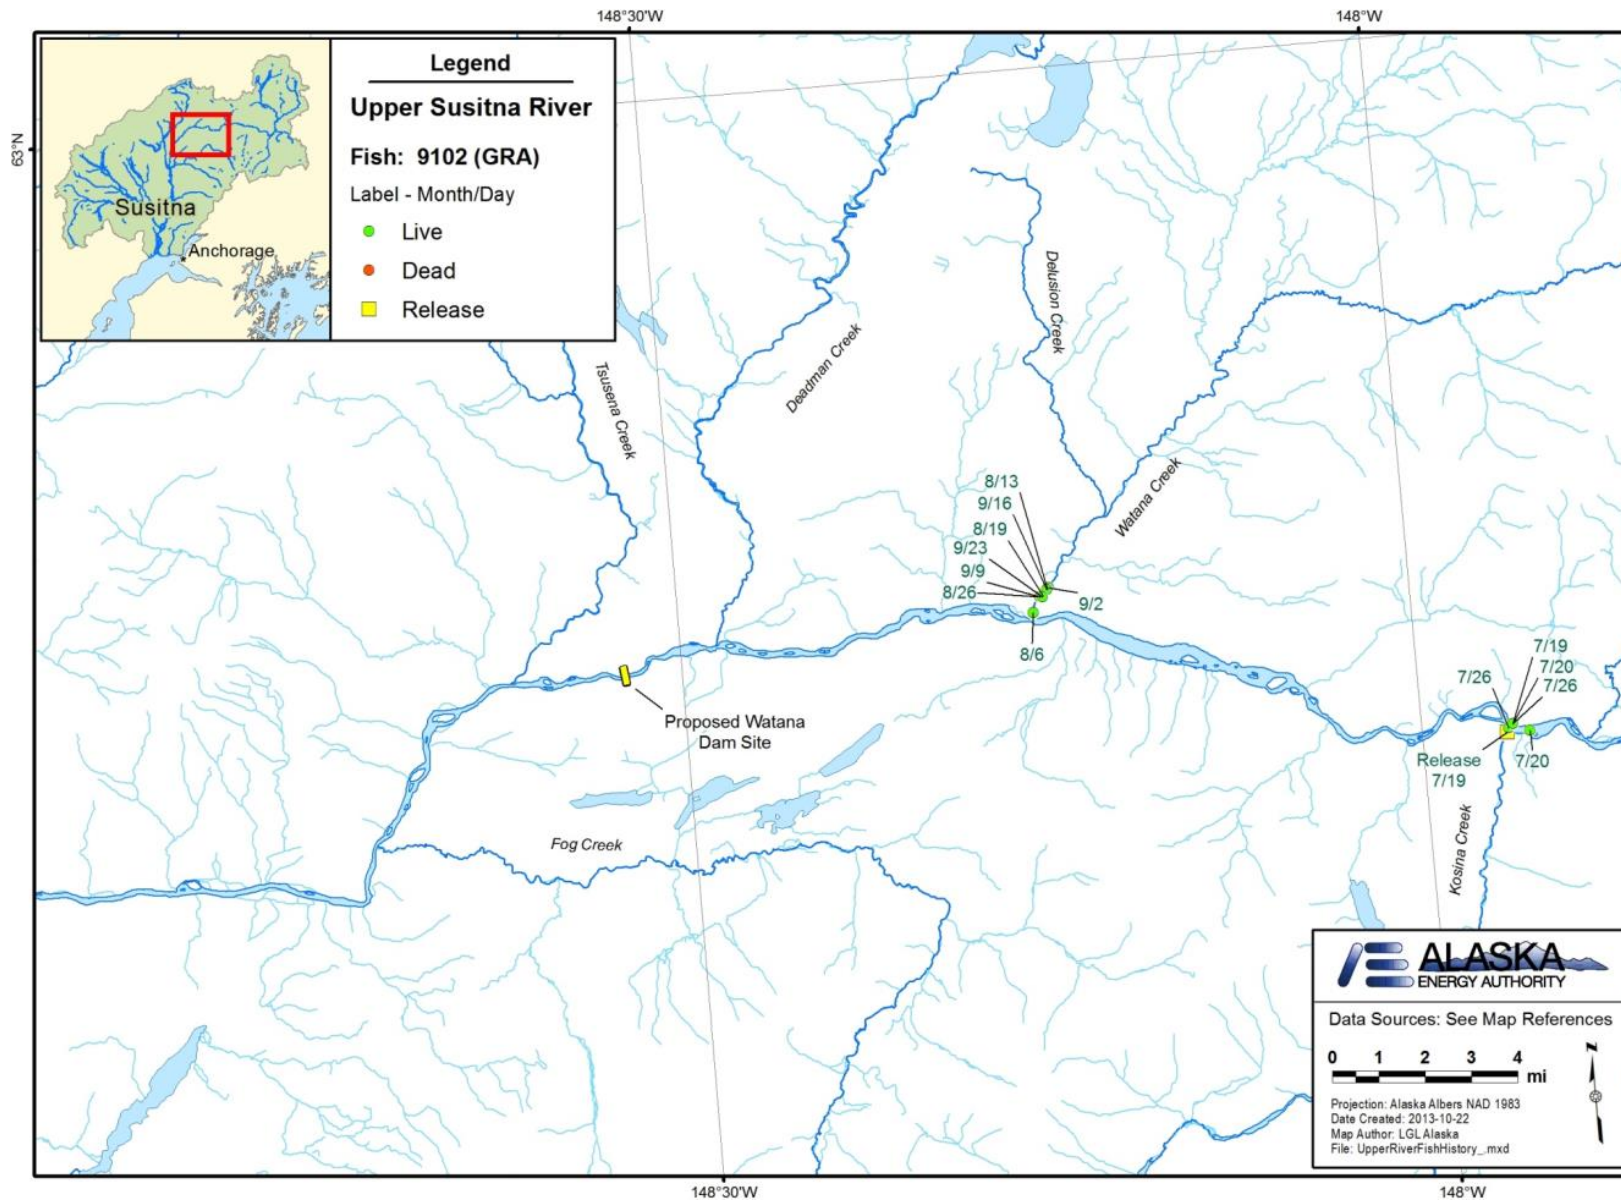 148°30'W
148°W
63°N
Susitna
Anchorage
Legend
Upper Susitna River
Fish: 9102 (GRA)
Label - Month/Day
Live
Dead
Release
Tsusena Creek
Deadman Creek
Delusion Creek
Watana Creek
8/13
9/16
8/19
9/23
9/9
8/26
9/2
8/6
7/19
7/20
7/26
7/26
Release
7/19
7/20
Proposed Watana
Dam Site
Fog Creek
Kosina Creek
ALASKA
ENERGY AUTHORITY
Data Sources: See Map References
0 1 2 3 4
mi
N
Projection: Alaska Albers NAD 1983
Date Created: 2013-10-22
Map Author: LGL Alaska
File: UpperRiverFishHistory_.mxd
148°30'W
148°W